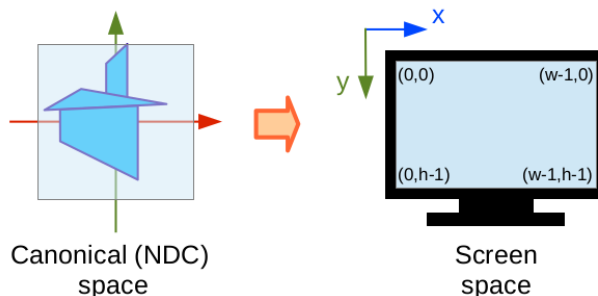 x
y
(0,0)
(w-1,0)
(0,h-1)
(w-1,h-1)
Canonical (NDC)
space
Screen
space